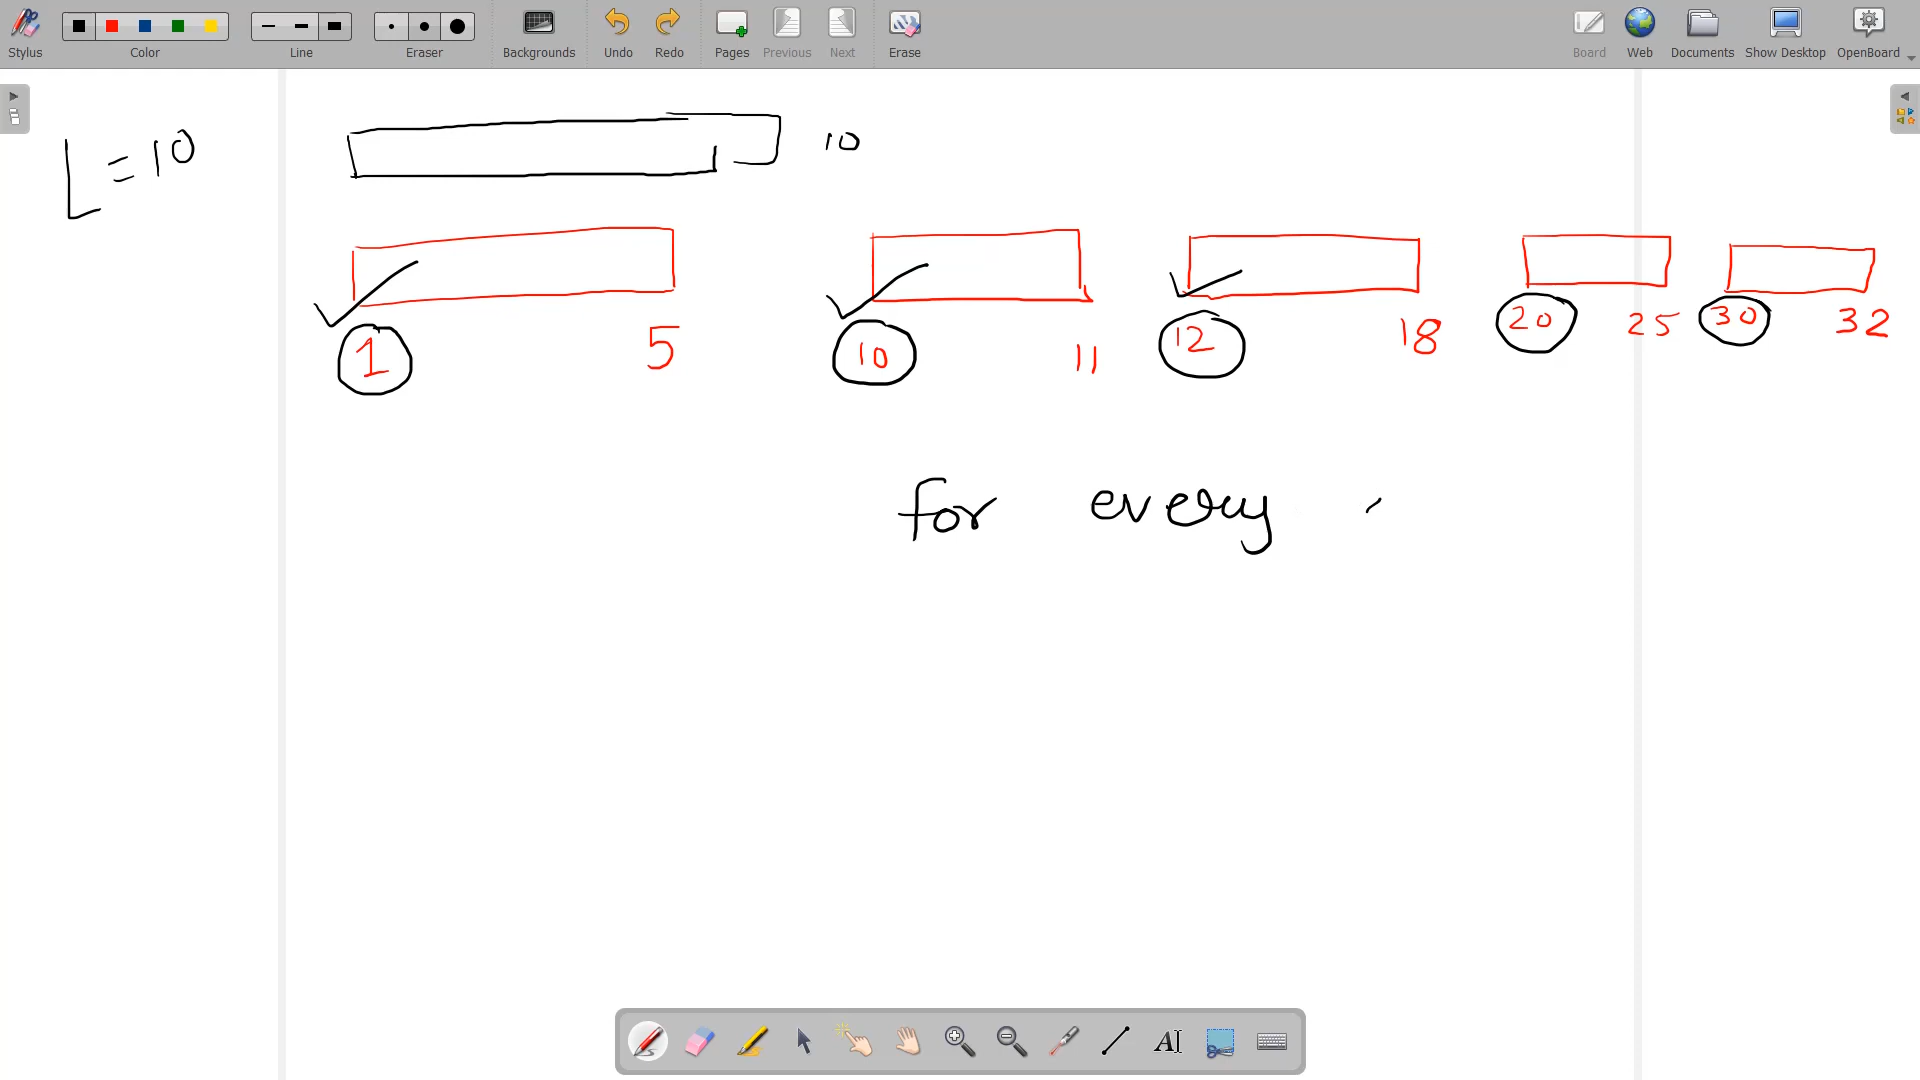 Stylus Color Line Eraser Backgrounds Undo Redo Pages Previous Next Erase Board Web Documents Show Desktop OpenBoard
L = 10
10
1 5 10 11 12 18 20 25 30 32
for every